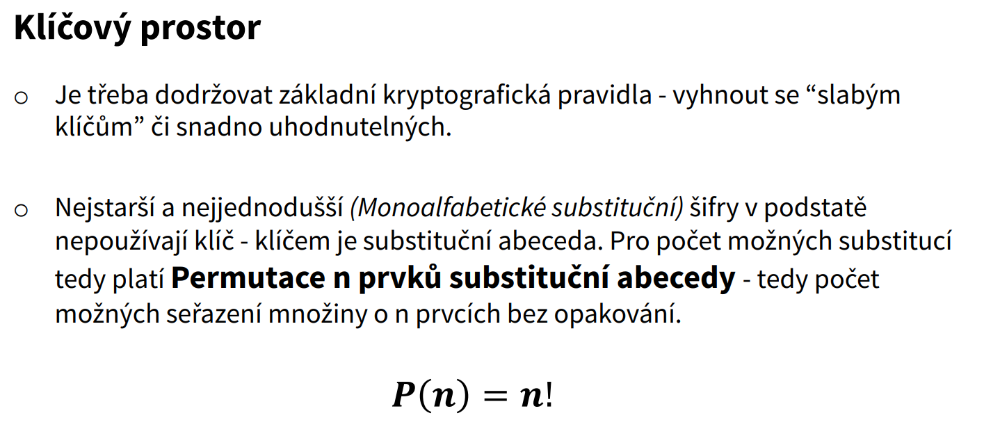 Klíčový prostor
○ Je třeba dodržovat základní kryptografická pravidla - vyhnout se “slabým
klíčům” či snadno uhodnutelných.
○ Nejstarší a nejjednodušší (Monoalfabetické substituční) šifry v podstatě
nepoužívají klíč - klíčem je substituční abeceda. Pro počet možných substitucí
tedy platí Permutace n prvků substituční abecedy - tedy počet
možných seřazení množiny o n prvcích bez opakování.
P(n) = n!